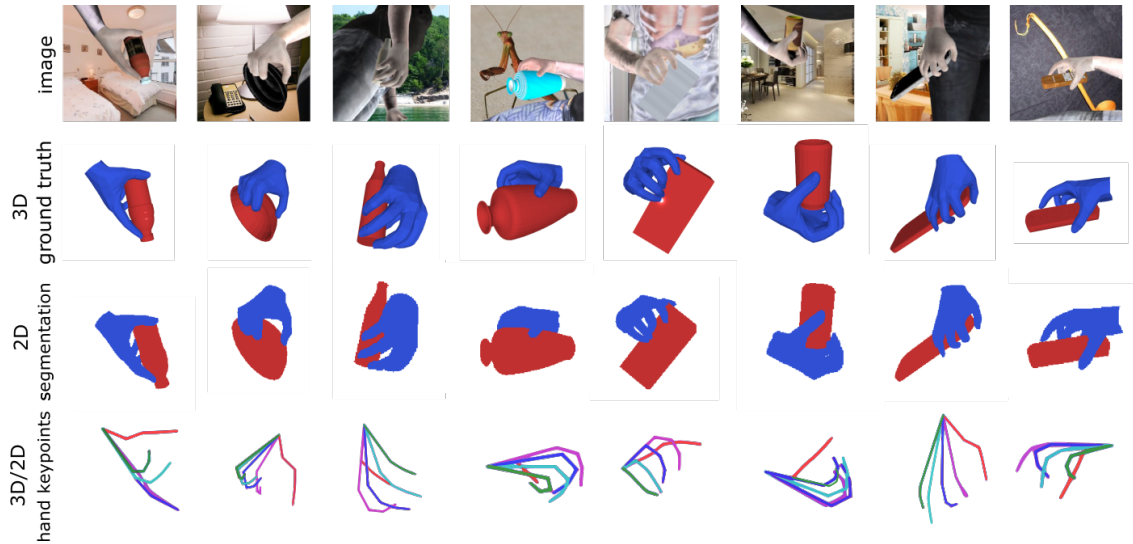 image
3D
ground truth
2D
segmentation
3D/2D
hand keypoints